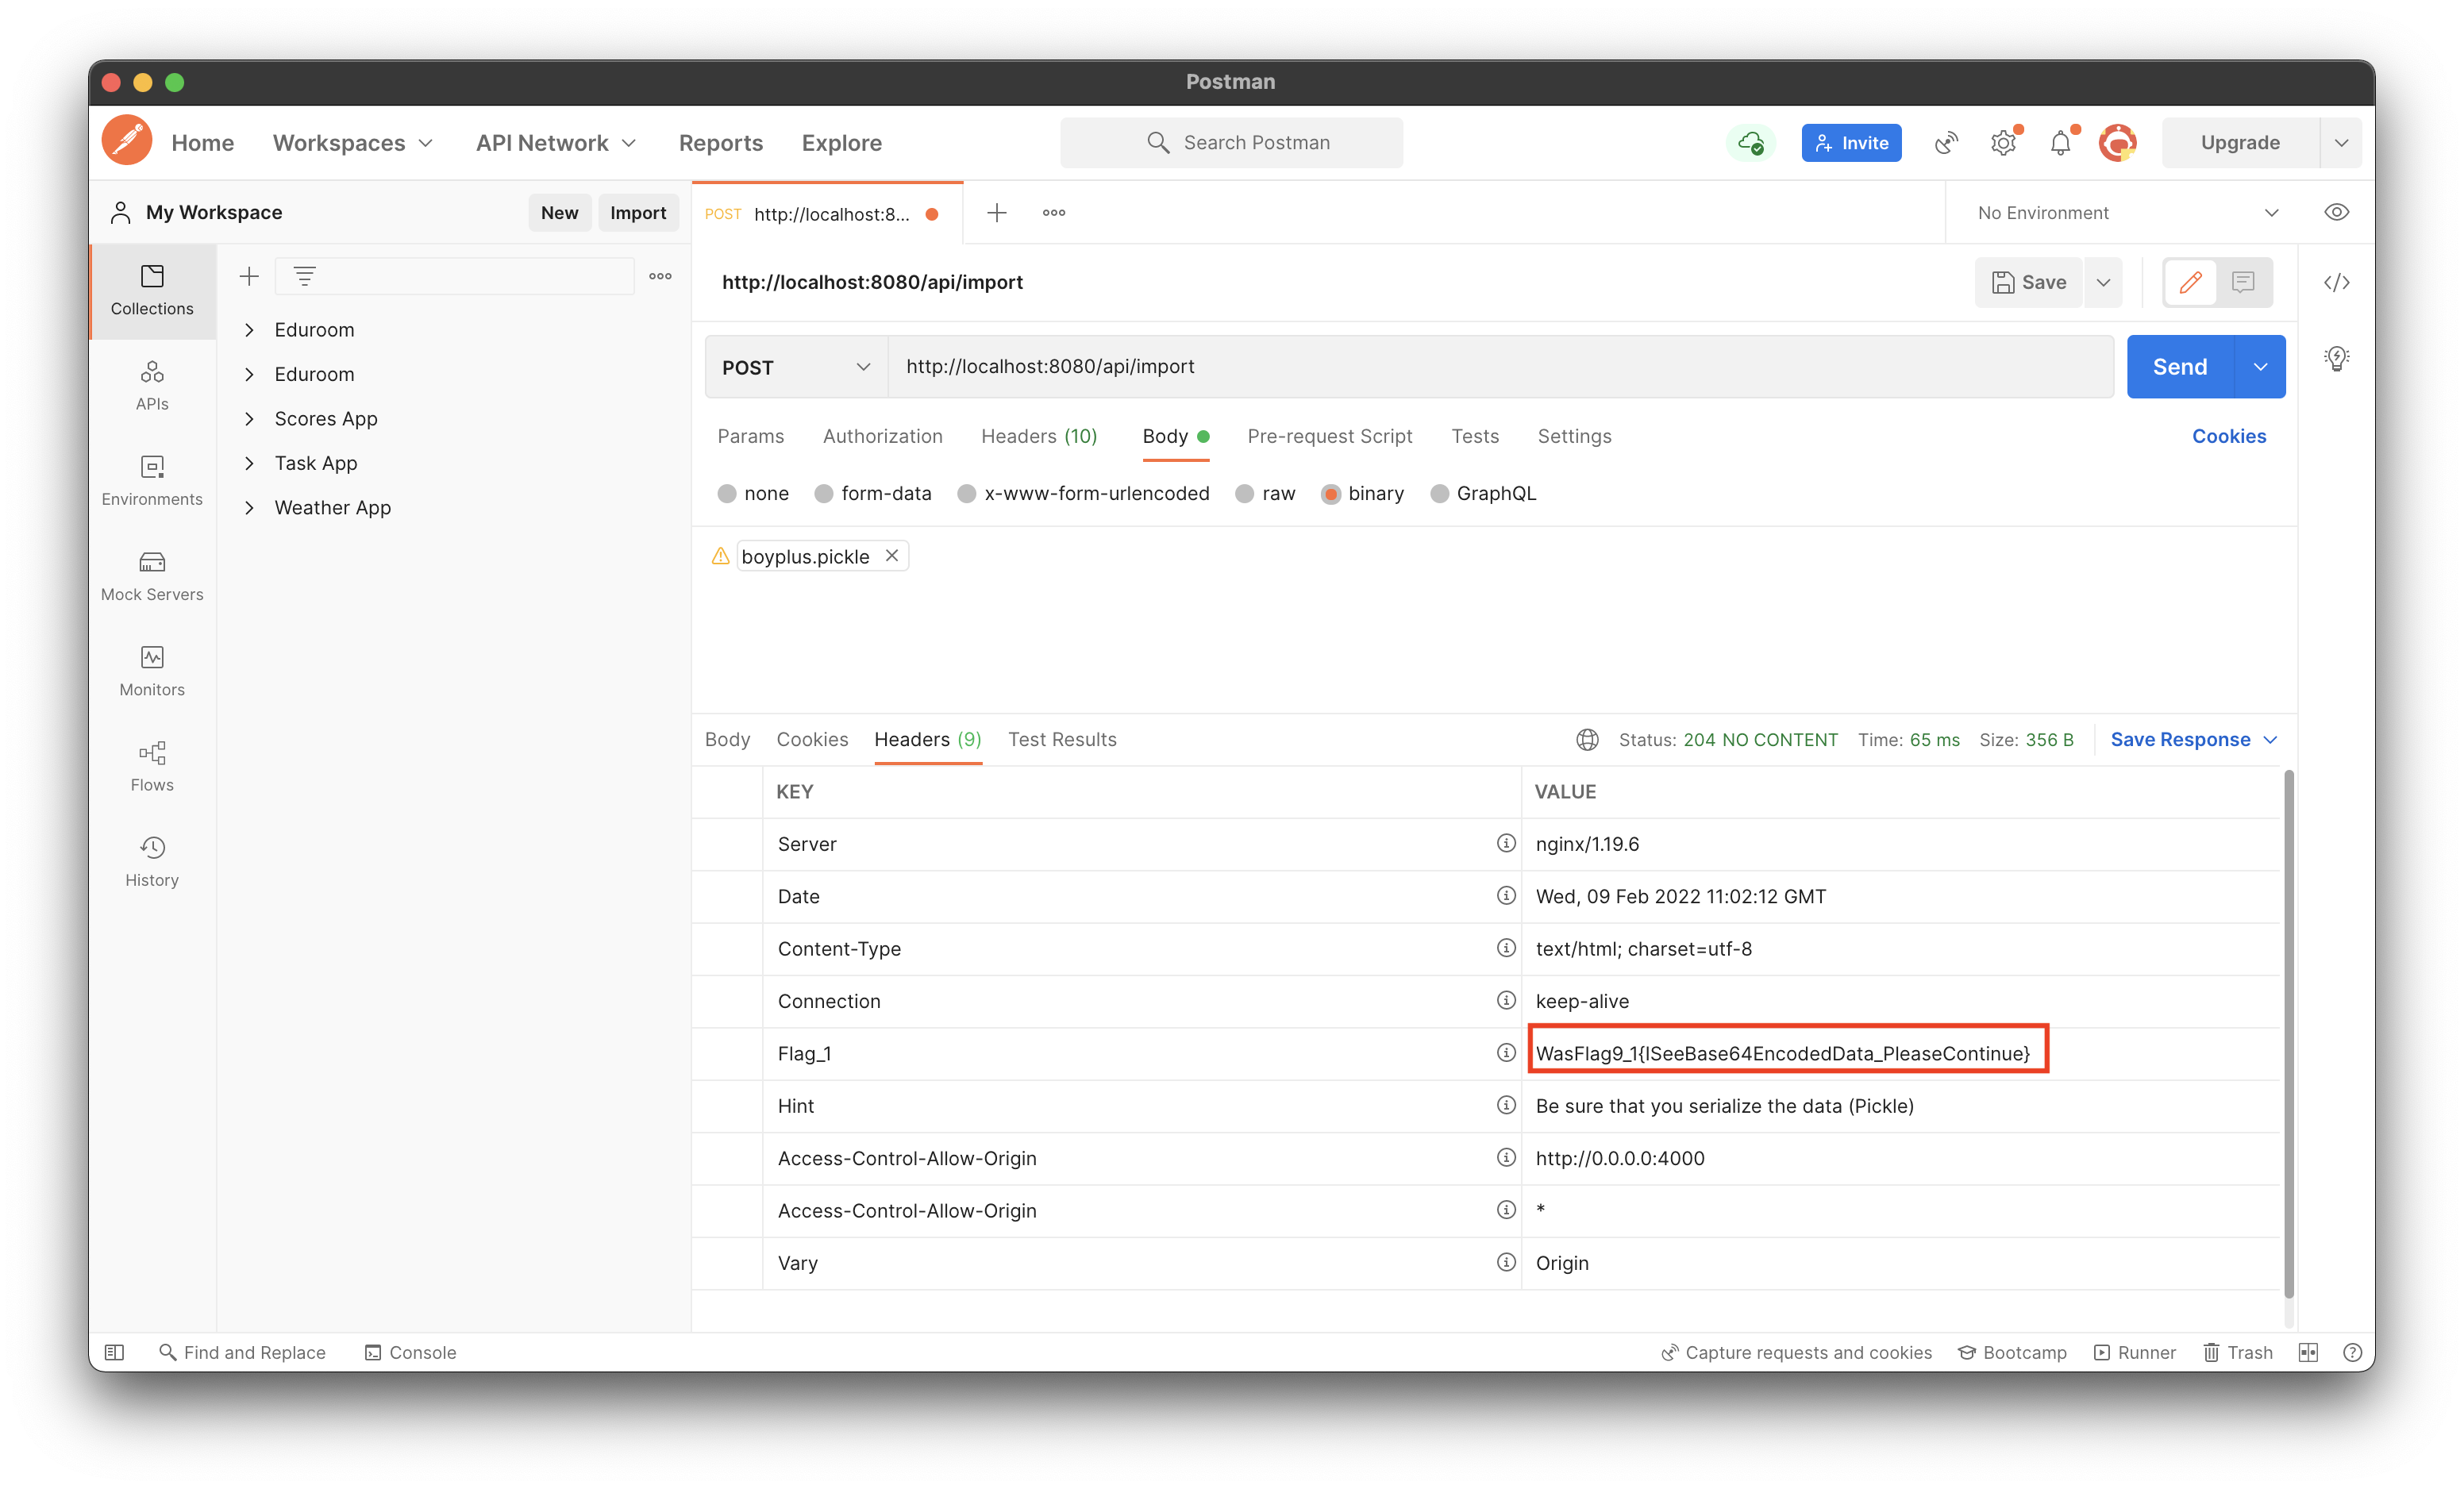 Postman
Home Workspaces API Network Reports Explore Search Postman Invite Upgrade
My Workspace New Import POST http://localhost:8... No Environment
Collections
APIs
Environments
Mock Servers
Monitors
Flows
History
Eduroom
Eduroom
Scores App
Task App
Weather App
http://localhost:8080/api/import Save
POST http://localhost:8080/api/import Send
Params Authorization Headers (10) Body Pre-request Script Tests Settings Cookies
none form-data x-www-form-urlencoded raw binary GraphQL
boyplus.pickle
Body Cookies Headers (9) Test Results Status: 204 NO CONTENT Time: 65 ms Size: 356 B Save Response
KEY VALUE
Server nginx/1.19.6
Date Wed, 09 Feb 2022 11:02:12 GMT
Content-Type text/html; charset=utf-8
Connection keep-alive
Flag_1 WasFlag9_1{ISeeBase64EncodedData_PleaseContinue}
Hint Be sure that you serialize the data (Pickle)
Access-Control-Allow-Origin http://0.0.0.0:4000
Access-Control-Allow-Origin *
Vary Origin
Find and Replace Console Capture requests and cookies Bootcamp Runner Trash